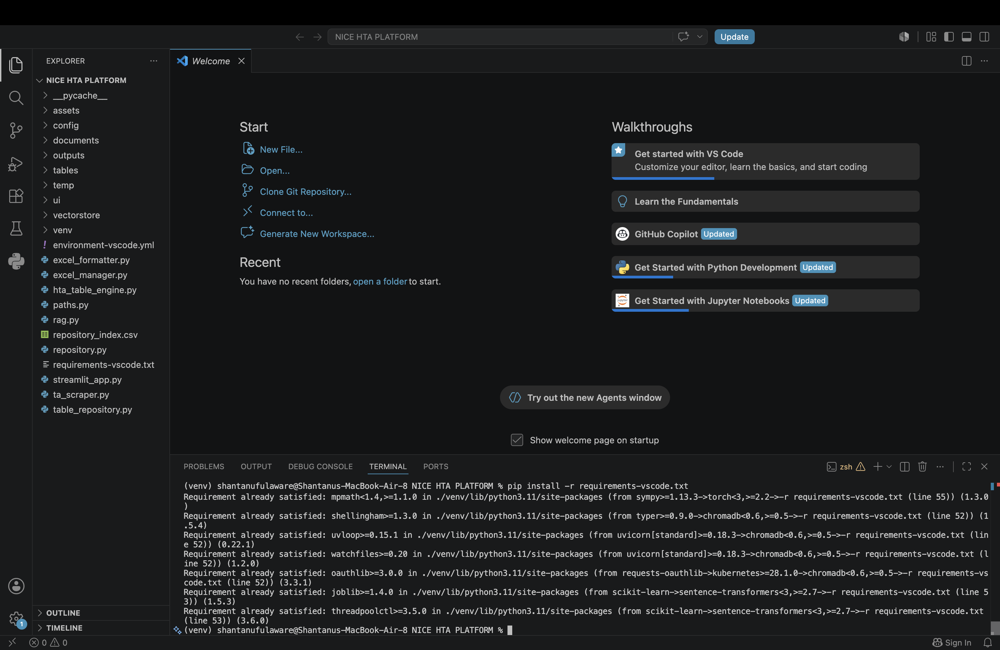 NICE HTA PLATFORM
Update
EXPLORER
Welcome
NICE HTA PLATFORM
__pycache__
assets
config
documents
outputs
tables
temp
ui
vectorstore
venv
! environment-vscode.yml
excel_formatter.py
excel_manager.py
hta_table_engine.py
paths.py
rag.py
repository_index.csv
repository.py
requirements-vscode.txt
streamlit_app.py
ta_scraper.py
table_repository.py
OUTLINE
TIMELINE
Start
New File...
Open...
Clone Git Repository...
Connect to...
Generate New Workspace...
Recent
You have no recent folders, open a folder to start.
Walkthroughs
Get started with VS Code
Customize your editor, learn the basics, and start coding
Learn the Fundamentals
GitHub Copilot Updated
Get Started with Python Development Updated
jupyter
Get Started with Jupyter Notebooks Updated
Try out the new Agents window
Show welcome page on startup
PROBLEMS OUTPUT DEBUG CONSOLE TERMINAL PORTS
zsh
(venv) shantanufulaware@Shantanus-MacBook-Air-8 NICE HTA PLATFORM % pip install -r requirements-vscode.txt
Requirement already satisfied: mpmath<1.4,>=1.1.0 in ./venv/lib/python3.11/site-packages (from sympy>=1.13.3->torch<3,>=2.2->-r requirements-vscode.txt (line 55)) (1.3.0
)
Requirement already satisfied: shellingham>=1.3.0 in ./venv/lib/python3.11/site-packages (from typer>=0.9.0->chromadb<0.6,>=0.5->-r requirements-vscode.txt (line 52)) (1
.5.4)
Requirement already satisfied: uvloop>=0.15.1 in ./venv/lib/python3.11/site-packages (from uvicorn[standard]>=0.18.3->chromadb<0.6,>=0.5->-r requirements-vscode.txt (lin
e 52)) (0.22.1)
Requirement already satisfied: watchfiles>=0.20 in ./venv/lib/python3.11/site-packages (from uvicorn[standard]>=0.18.3->chromadb<0.6,>=0.5->-r requirements-vscode.txt (l
ine 52)) (1.2.0)
Requirement already satisfied: oauthlib>=3.0.0 in ./venv/lib/python3.11/site-packages (from requests-oauthlib->kubernetes>=28.1.0->chromadb<0.6,>=0.5->-r requirements-vs
code.txt (line 52)) (3.3.1)
Requirement already satisfied: joblib>=1.4.0 in ./venv/lib/python3.11/site-packages (from scikit-learn->sentence-transformers<3,>=2.7->-r requirements-vscode.txt (line 5
3)) (1.5.3)
Requirement already satisfied: threadpoolctl>=3.5.0 in ./venv/lib/python3.11/site-packages (from scikit-learn->sentence-transformers<3,>=2.7->-r requirements-vscode.txt
(line 53)) (3.6.0)
(venv) shantanufulaware@Shantanus-MacBook-Air-8 NICE HTA PLATFORM %
1
0 0
Sign In